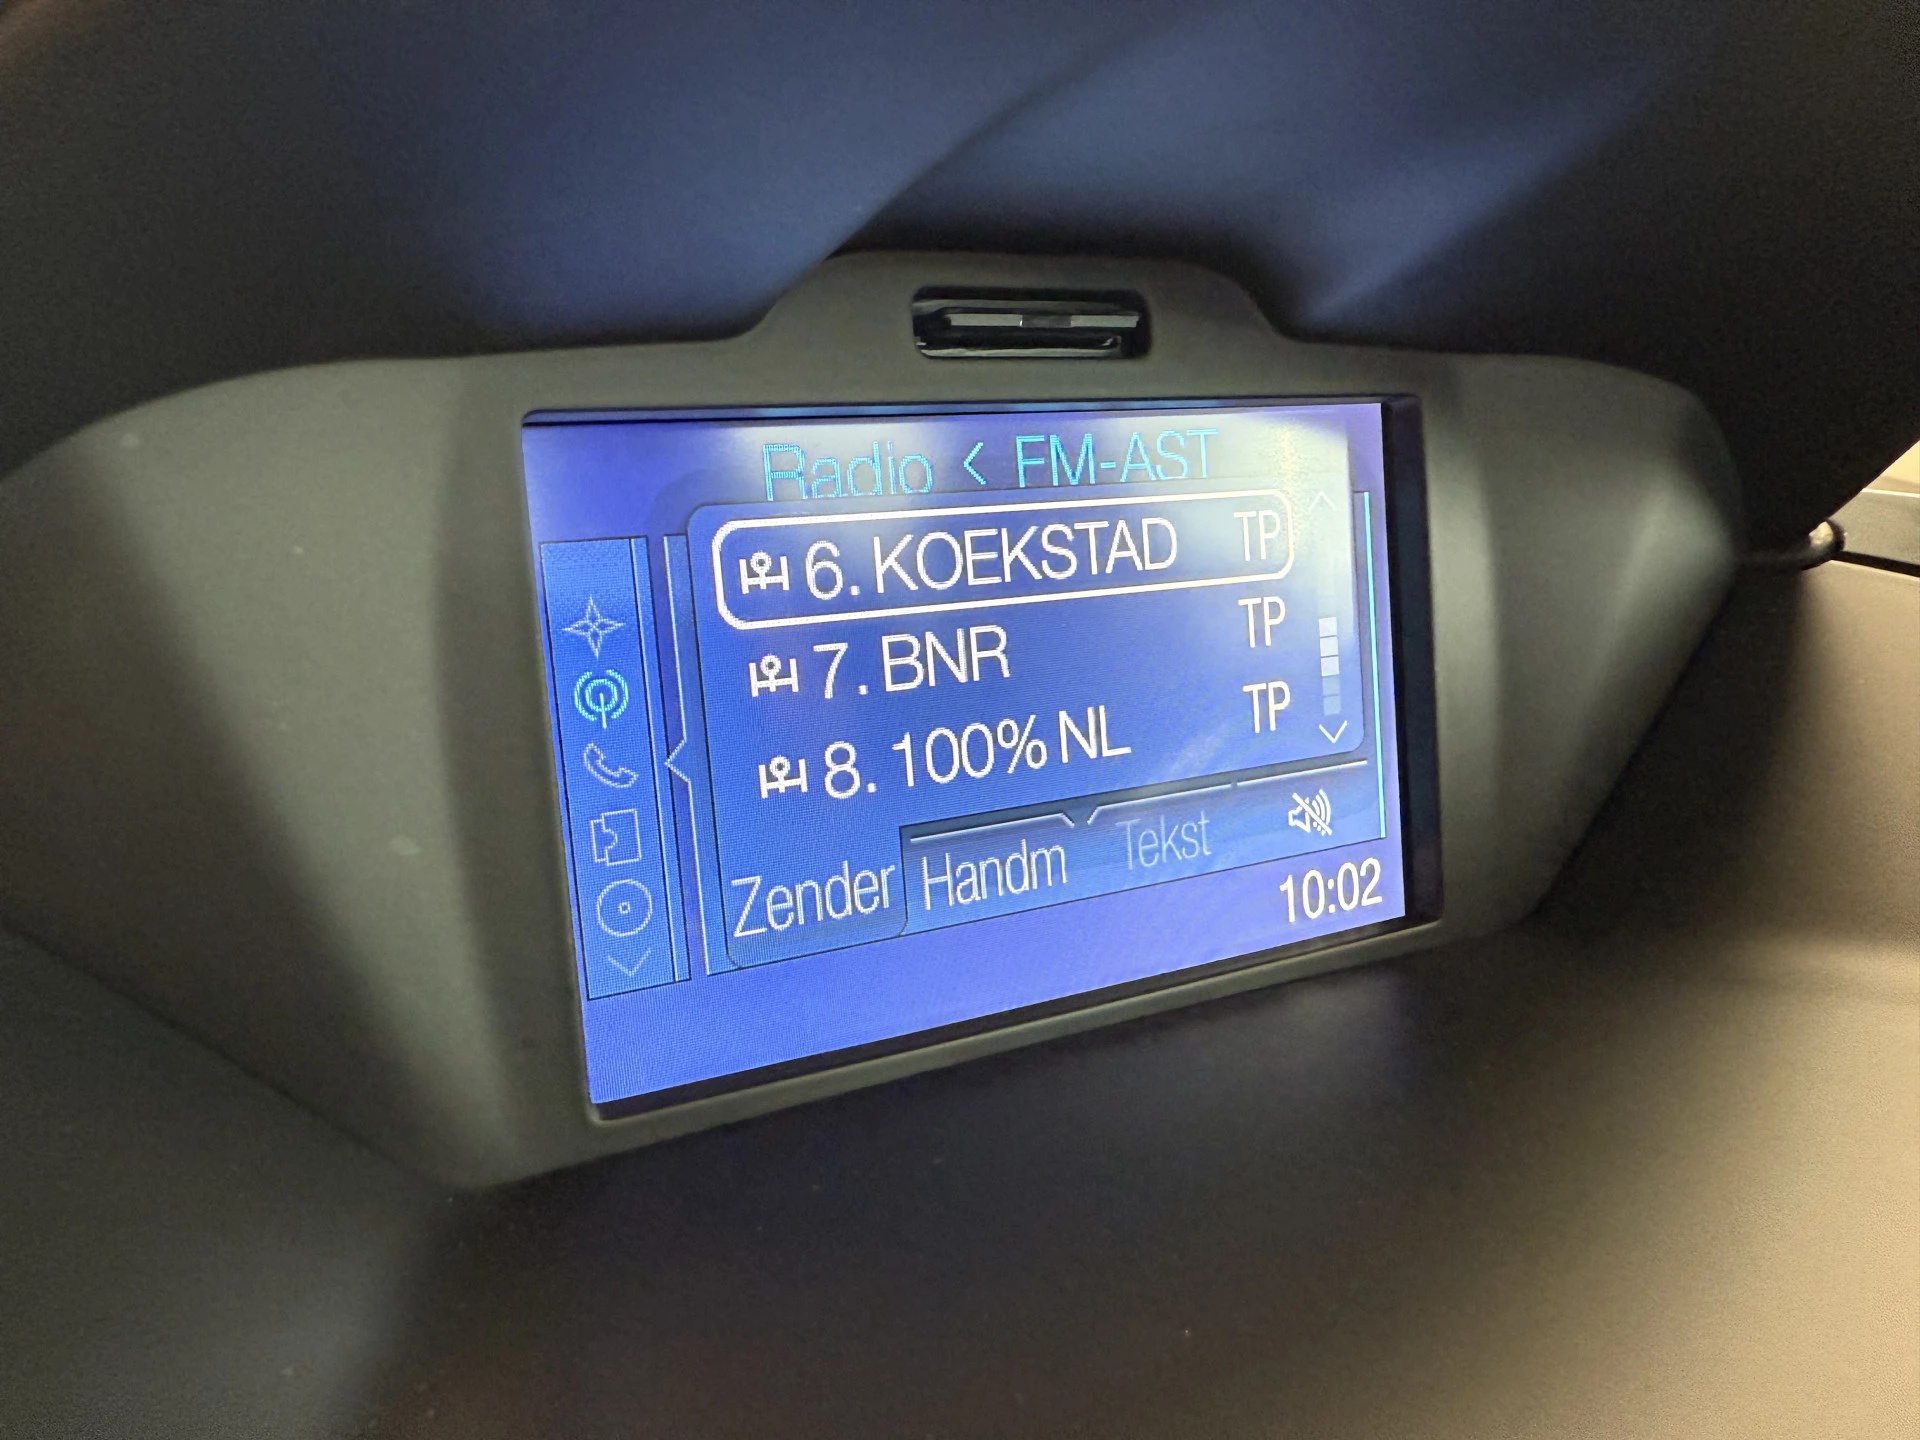 Radio < FM-AST
6. KOEKSTAD TP
7. BNR TP
8. 100% NL TP
Zender Handm Tekst
10:02